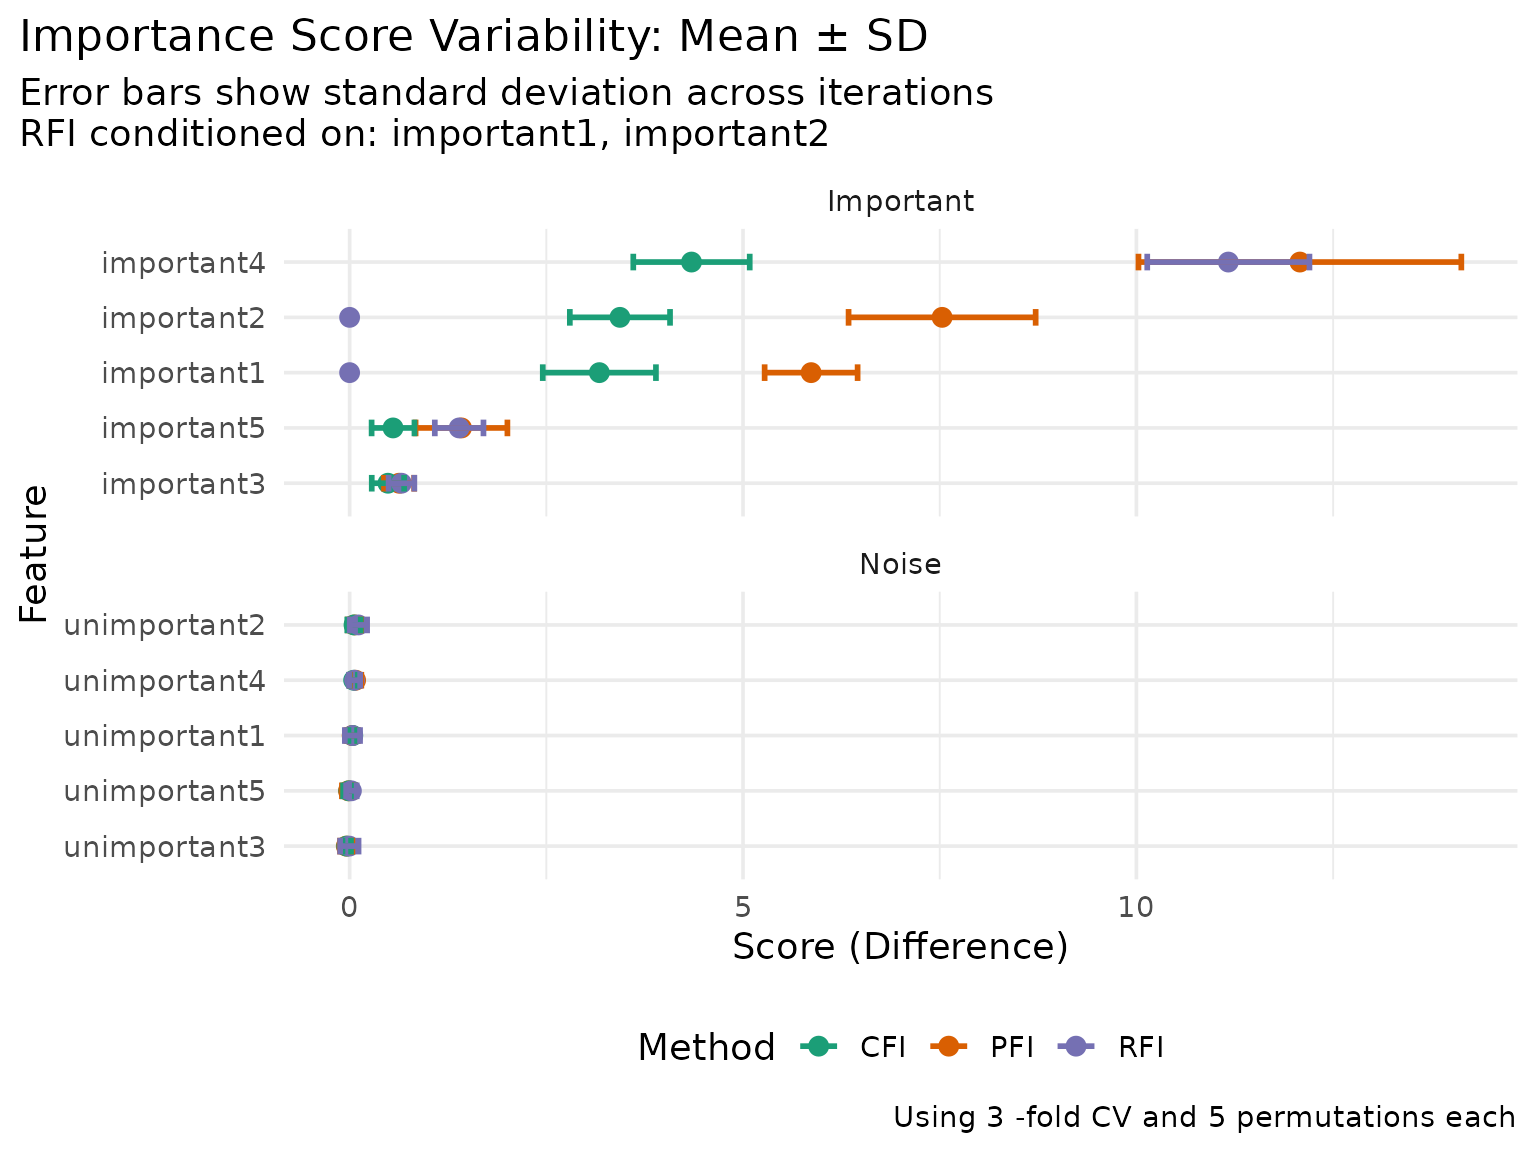 Importance Score Variability: Mean ± SD
Error bars show standard deviation across iterations
RFI conditioned on: important1, important2
Important
important4
important2
important1
important5
important3
Feature
Noise
unimportant2
unimportant4
unimportant1
unimportant5
unimportant3
0 5 10
Score (Difference)
Method CFI PFI RFI
Using 3 -fold CV and 5 permutations each